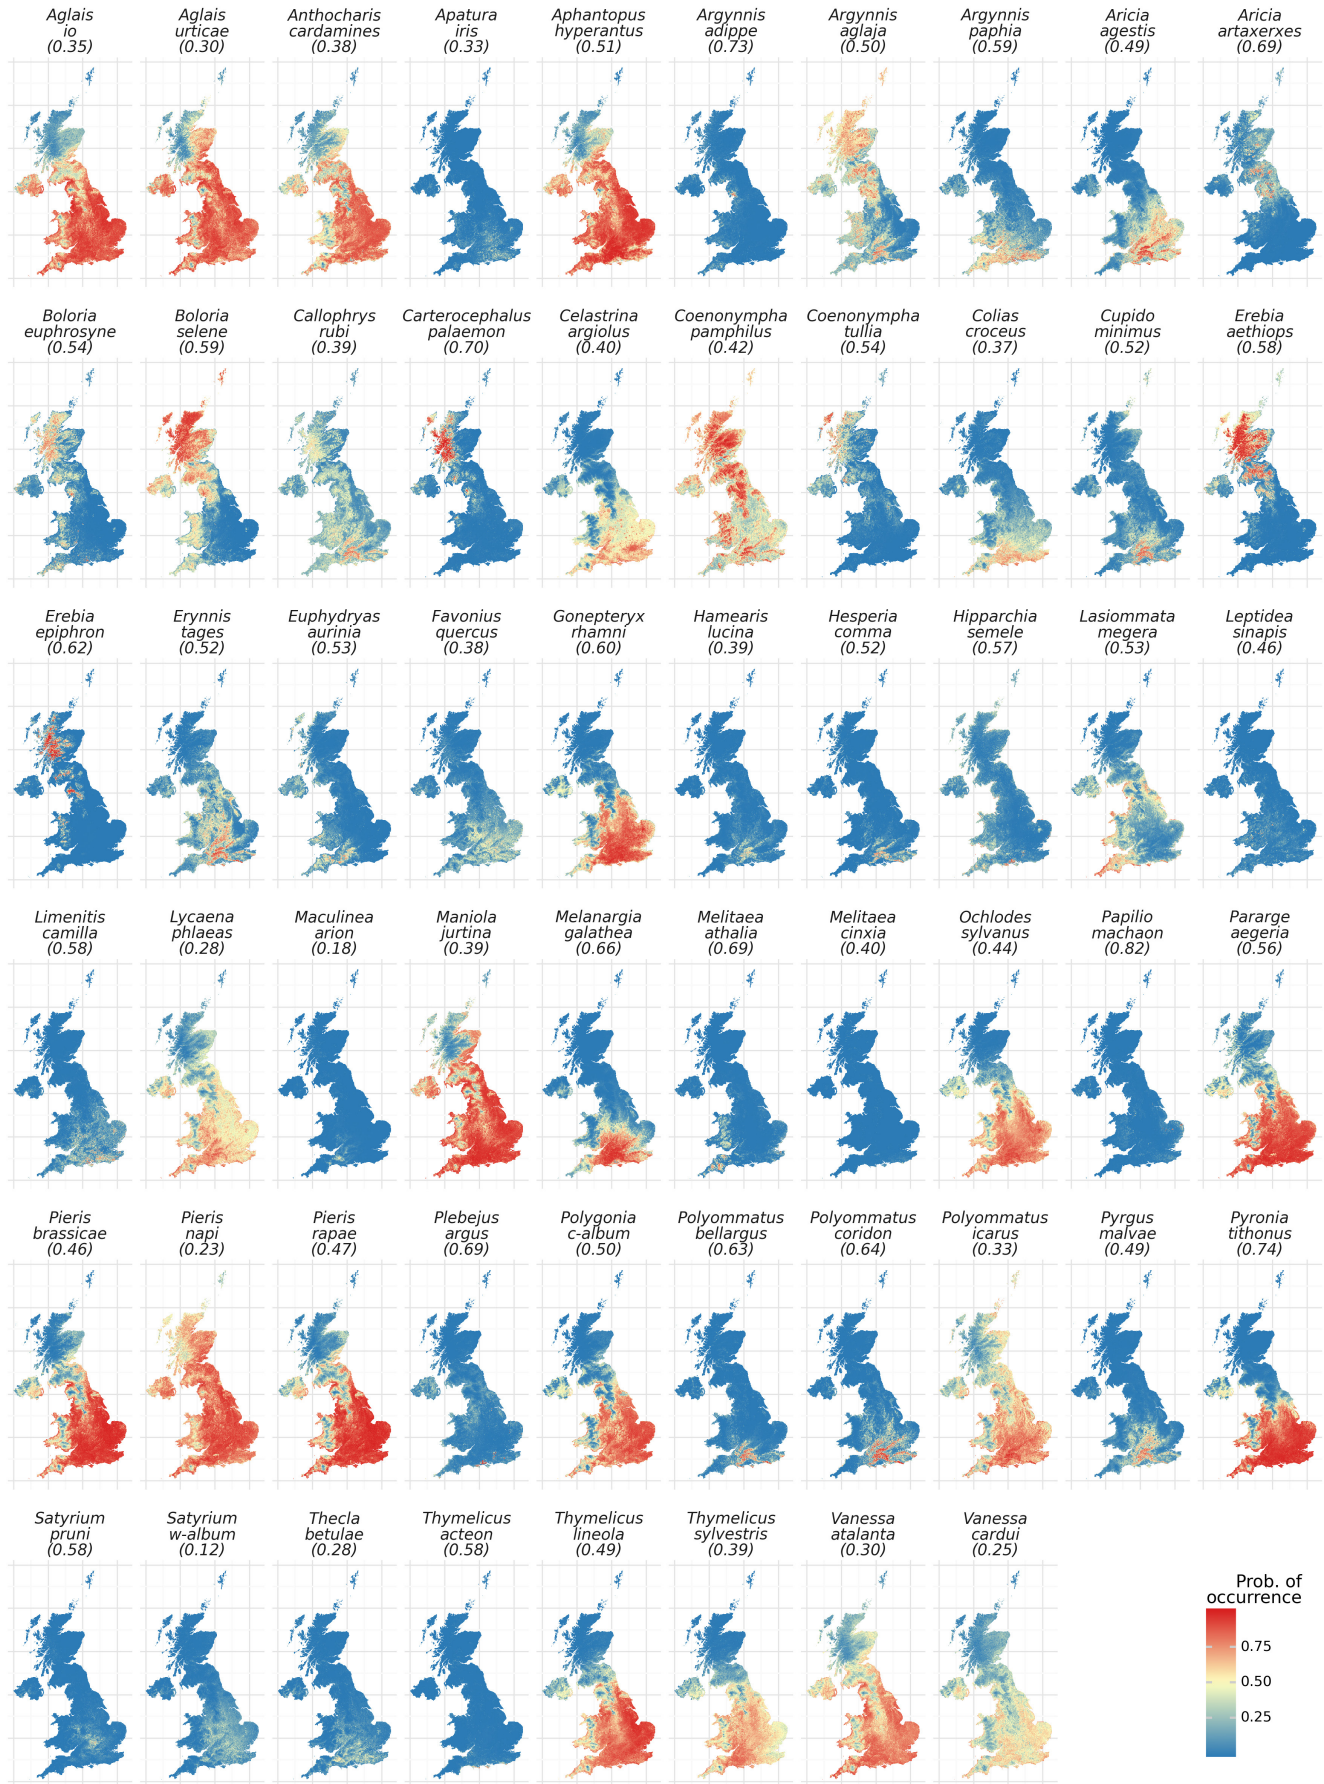 Aglais
io
(0.35)
Aglais
urticae
(0.30)
Anthocharis
cardamines
(0.38)
Apatura
iris
(0.33)
Aphantopus
hyperantus
(0.51)
Argynnis
adippe
(0.73)
Argynnis
aglaja
(0.50)
Argynnis
paphia
(0.59)
Aricia
agestis
(0.49)
Aricia
artaxerxes
(0.69)
Boloria
euphrosyne
(0.54)
Boloria
selene
(0.59)
Callophrys
rubi
(0.39)
Carterocephalus
palaemon
(0.70)
Celastrina
argiolus
(0.40)
Coenonympha
pamphilus
(0.42)
Coenonympha
tullia
(0.54)
Colias
croceus
(0.37)
Cupido
minimus
(0.52)
Erebia
aethiops
(0.58)
Erebia
epiphron
(0.62)
Erynnis
tages
(0.52)
Euphydryas
aurinia
(0.53)
Favonius
quercus
(0.38)
Gonepteryx
rhamni
(0.60)
Hamearis
lucina
(0.39)
Hesperia
comma
(0.52)
Hipparchia
semele
(0.57)
Lasiommata
megera
(0.53)
Leptidea
sinapis
(0.46)
Limenitis
camilla
(0.58)
Lycaena
phlaeas
(0.28)
Maculinea
arion
(0.18)
Maniola
jurtina
(0.39)
Melanargia
galathea
(0.66)
Melitaea
athalia
(0.69)
Melitaea
cinxia
(0.40)
Ochlodes
sylvanus
(0.44)
Papilio
machaon
(0.82)
Pararge
aegeria
(0.56)
Pieris
brassicae
(0.46)
Pieris
napi
(0.23)
Pieris
rapae
(0.47)
Plebejus
argus
(0.69)
Polygonia
c-album
(0.50)
Polyommatus
bellargus
(0.63)
Polyommatus
coridon
(0.64)
Polyommatus
icarus
(0.33)
Pyrgus
malvae
(0.49)
Pyronia
tithonus
(0.74)
Satyrium
pruni
(0.58)
Satyrium
w-album
(0.12)
Thecla
betulae
(0.28)
Thymelicus
acteon
(0.58)
Thymelicus
lineola
(0.49)
Thymelicus
sylvestris
(0.39)
Vanessa
atalanta
(0.30)
Vanessa
cardui
(0.25)
Prob. of
occurrence
0.75
0.50
0.25